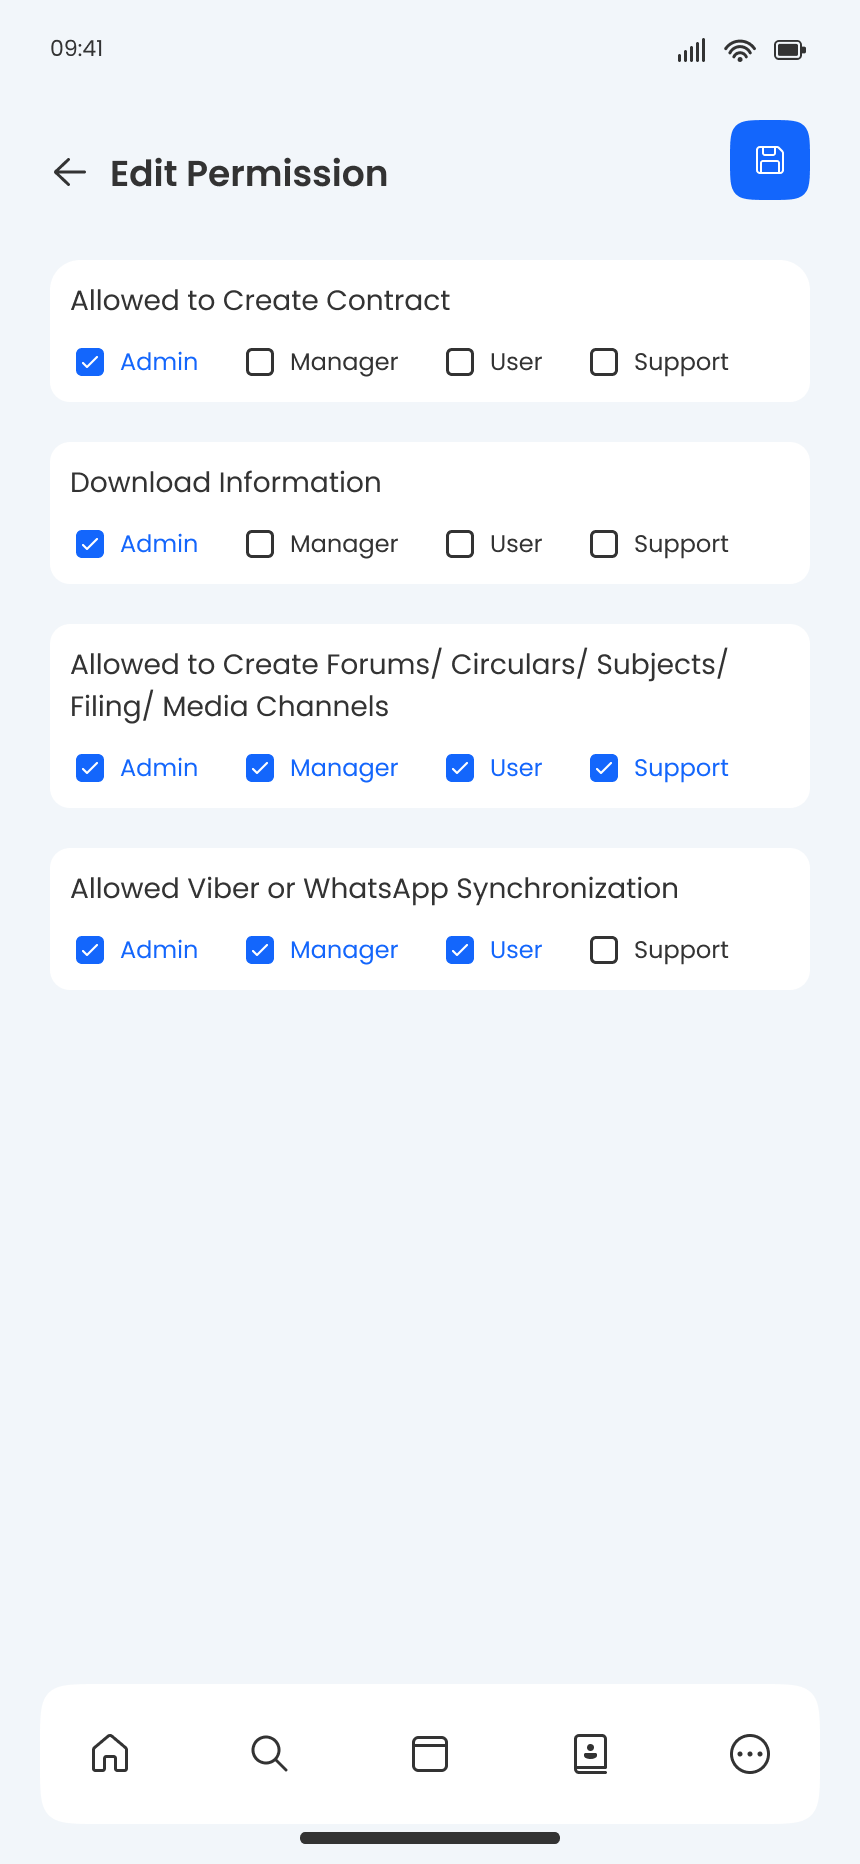 09:41
Edit Permission
Allowed to Create Contract
Admin Manager User Support
Download Information
Admin Manager User Support
Allowed to Create Forums/ Circulars/ Subjects/
Filing/ Media Channels
Admin Manager User Support
Allowed Viber or WhatsApp Synchronization
Admin Manager User Support